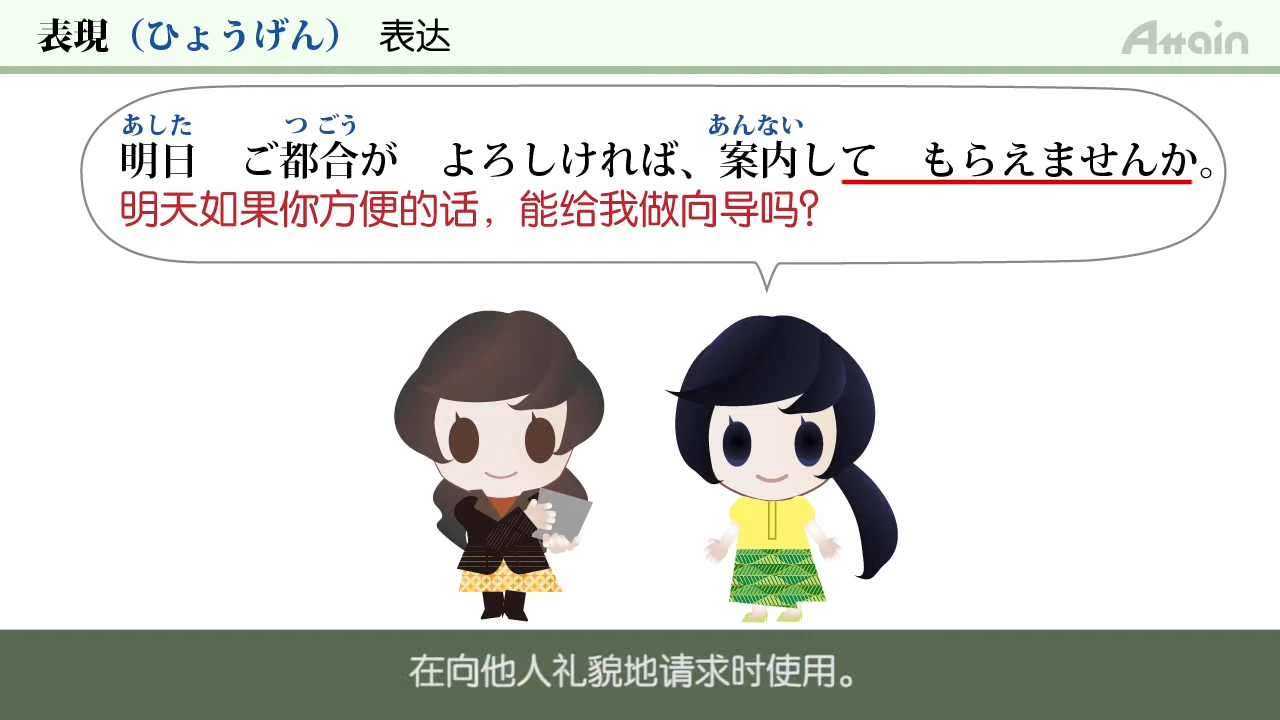 表現（ひょうげん） 表达
Attain
あした つごう あんない
明日 ご都合が よろしければ、案内して もらえませんか。
明天如果你方便的话，能给我做向导吗？
在向他人礼貌地请求时使用。